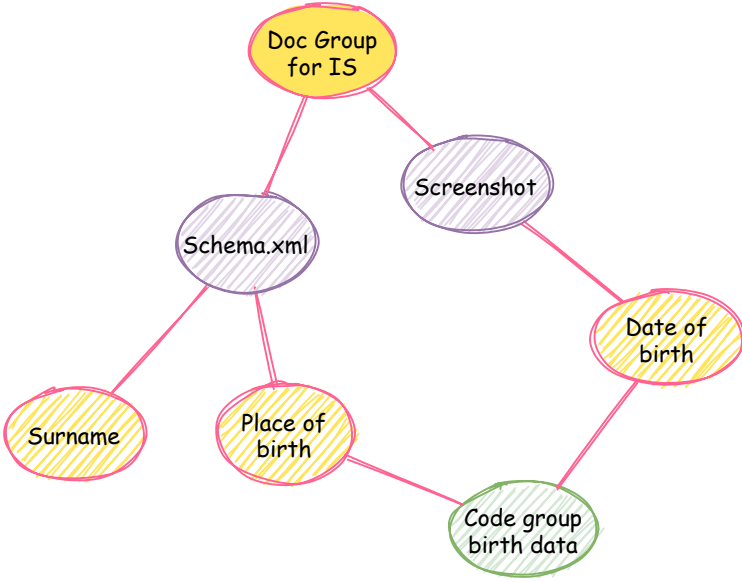 Doc Group
for IS
Screenshot
Schema.xml
Date of
birth
Surname
Place of
birth
Code group
birth data